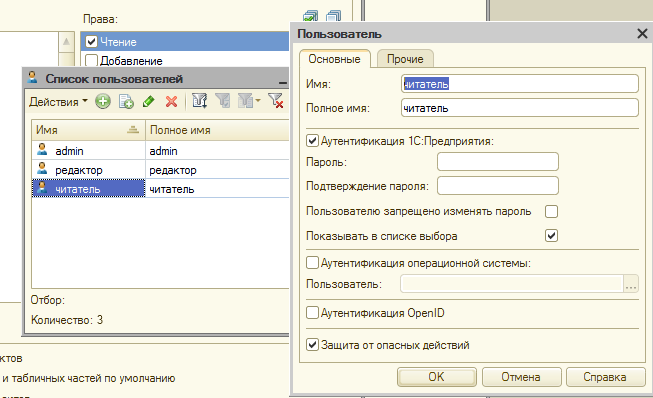 Права:
Чтение
Добавление
Список пользователей
Действия
Имя Полное имя
admin admin
редактор редактор
читатель читатель
Отбор:
Количество: 3
и табличных частей по умолчанию
Пользователь
Основные Прочие
Имя: читатель
Полное имя: читатель
Аутентификация 1С:Предприятия:
Пароль:
Подтверждение пароля:
Пользователю запрещено изменять пароль
Показывать в списке выбора
Аутентификация операционной системы:
Пользователь: ...
Аутентификация OpenID
Защита от опасных действий
OK Отмена Справка